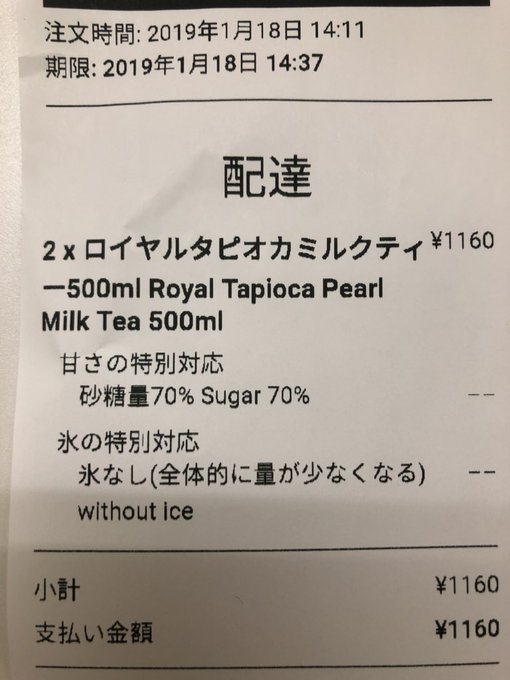 注文時間: 2019年1月18日 14:11
期限: 2019年1月18日 14:37
配達
2 x ロイヤルタピオカミルクティ ¥1160
ー500ml Royal Tapioca Pearl
Milk Tea 500ml
甘さの特別対応
砂糖量70% Sugar 70% --
氷の特別対応
氷なし(全体的に量が少なくなる) --
without ice
小計 ¥1160
支払い金額 ¥1160